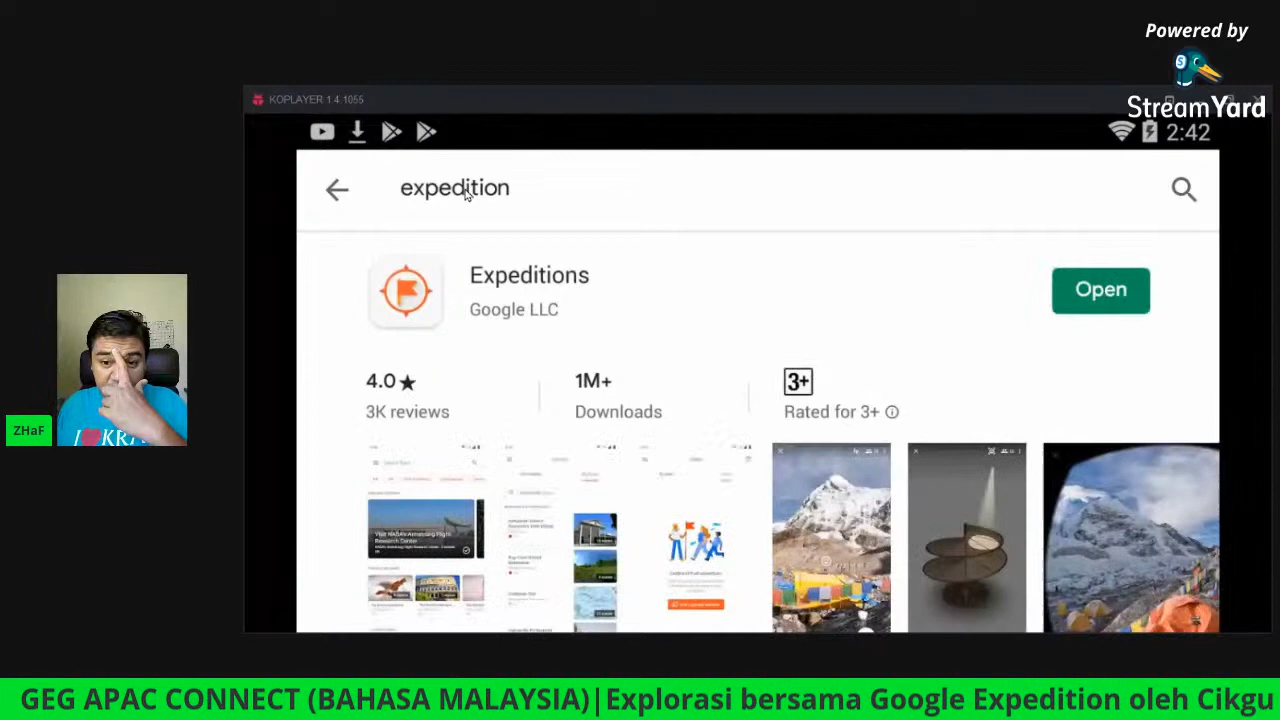 Powered by
StreamYard
KOPLAYER 1.4.1055
2:42
expedition
Expeditions
Google LLC
Open
4.0★
3K reviews
1M+
Downloads
3+
Rated for 3+
ZHaF
GEG APAC CONNECT (BAHASA MALAYSIA)|Explorasi bersama Google Expedition oleh Cikgu